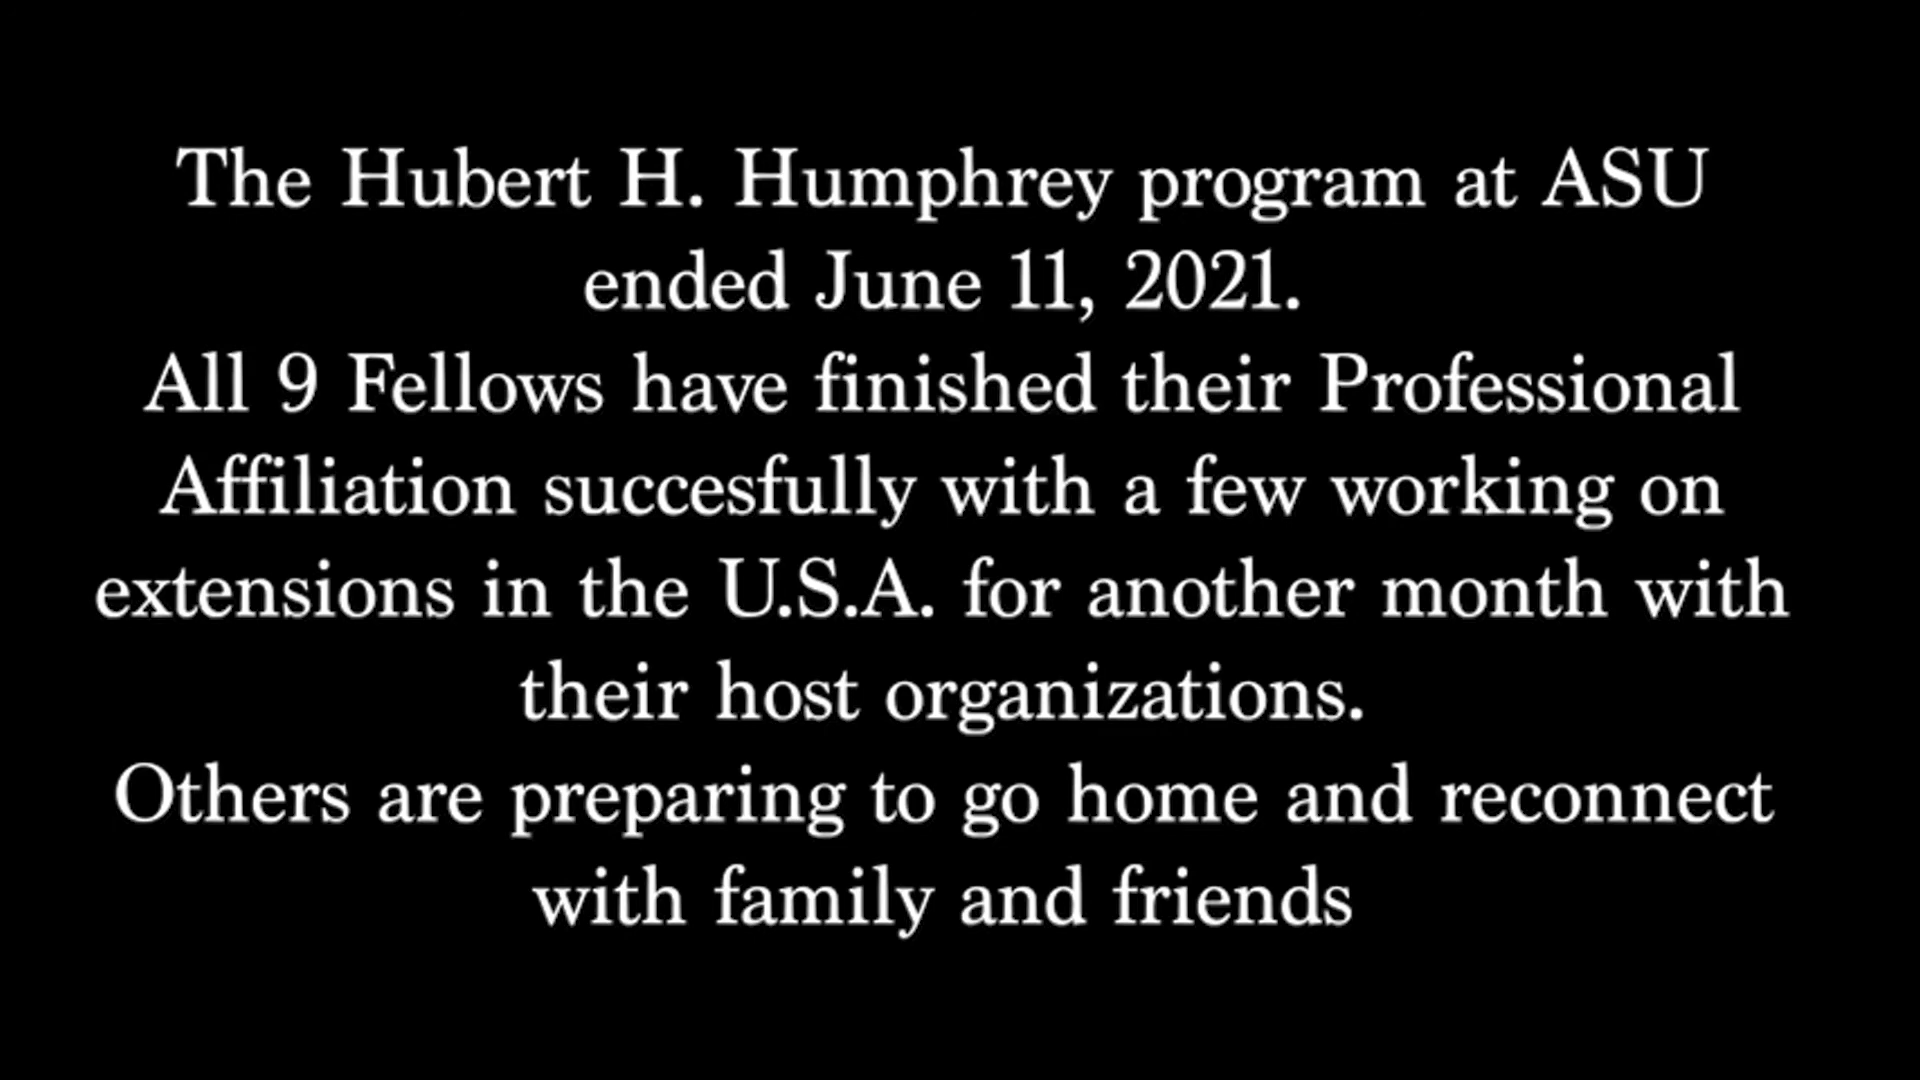 The Hubert H. Humphrey program at ASU
ended June 11, 2021.
All 9 Fellows have finished their Professional
Affiliation succesfully with a few working on
extensions in the U.S.A. for another month with
their host organizations.
Others are preparing to go home and reconnect
with family and friends